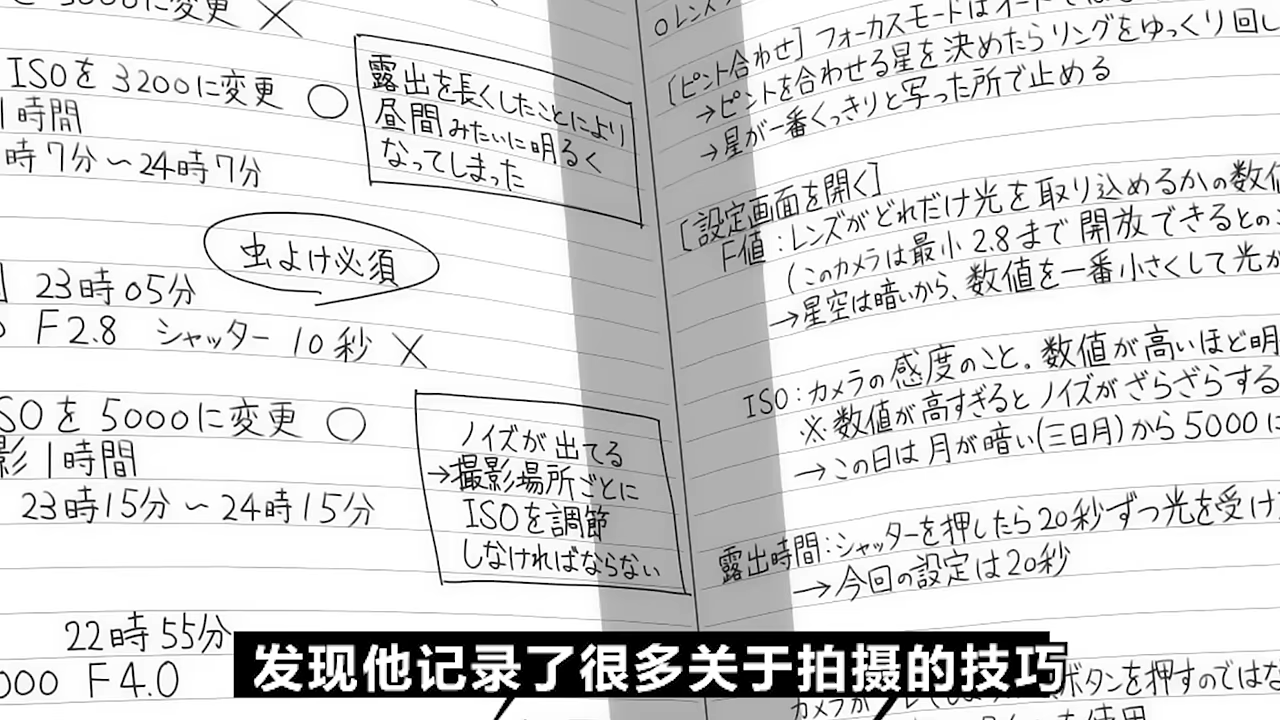 5000に変更 ×
ISOを 3200に変更 ○
1時間
時7分～24時7分
露出を長くしたことにより
昼間みたいに明るく
なってしまった
虫よけ必須
23時05分
F2.8 シャッター 10秒 ×
ISOを 5000に変更 ○
影1時間
23時15分～24時15分
ノイズが出てる
→撮影場所ごとに
ISOを調節
しなければならない
22時55分
000 F4.0
○レンズ
[ピント合わせ] フォーカスモードはオート
→ピントを合わせる星を決めたらリングをゆっくり回し
→星が一番くっきりと写った所で止める
[設定画面を開く]
F値:レンズがどれだけ光を取り込めるかの数値
(このカメラは最小2.8まで開放できるとの
→星空は暗いから、数値を一番小さくして光が
ISO:カメラの感度のこと。数値が高いほど明
※数値が高すぎるとノイズがざらざらする
→この日は月が暗い(三日月)から5000に
露出時間:シャッターを押したら20秒ずつ光を受け
→今回の設定は20秒
ボタンを押すのではな
カメラが
を使用
发现他记录了很多关于拍摄的技巧